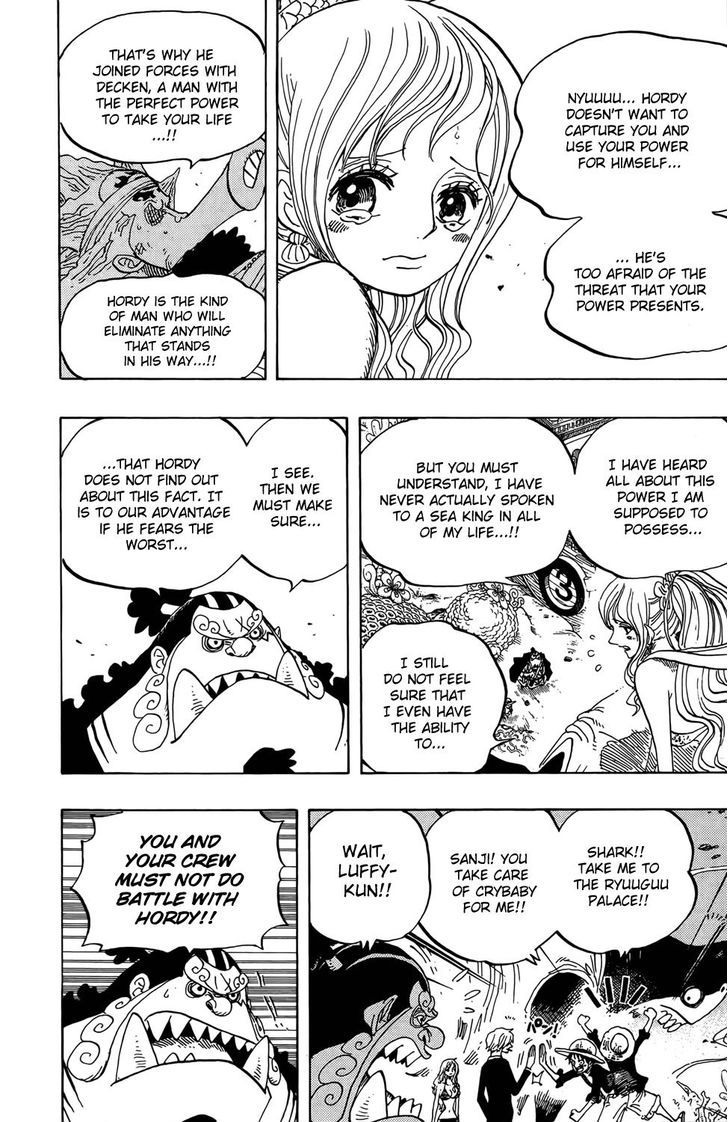 NYUUUU... HORDY
DOESN'T WANT TO
CAPTURE YOU AND
USE YOUR POWER
FOR HIMSELF...
... HE'S
TOO AFRAID OF THE
THREAT THAT YOUR
POWER PRESENTS.
THAT'S WHY HE
JOINED FORCES WITH
DECKEN, A MAN WITH
THE PERFECT POWER
TO TAKE YOUR LIFE
...!!
HORDY IS THE KIND
OF MAN WHO WILL
ELIMINATE ANYTHING
THAT STANDS
IN HIS WAY...!!
I HAVE HEARD
ALL ABOUT THIS
POWER I AM
SUPPOSED TO
POSSESS...
BUT YOU MUST
UNDERSTAND, I HAVE
NEVER ACTUALLY SPOKEN
TO A SEA KING IN ALL
OF MY LIFE...!!
I STILL
DO NOT FEEL
SURE THAT I
I EVEN HAVE
THE ABILITY
TO...
I SEE.
THEN WE
MUST MAKE
SURE...
...THAT HORDY
DOES NOT FIND OUT
ABOUT THIS FACT. IT
IS TO OUR ADVANTAGE
IF HE FEARS THE
WORST...
SHARK!!
TAKE ME TO
THE RYUUGUU
PALACE!!
SANJI! YOU
TAKE CARE
OF CRYBABY
FOR ME!!
パン!
WAIT,
LUFFY-
KUN!!
YOU AND
YOUR CREW
MUST NOT DO
BATTLE WITH
HORDY!!